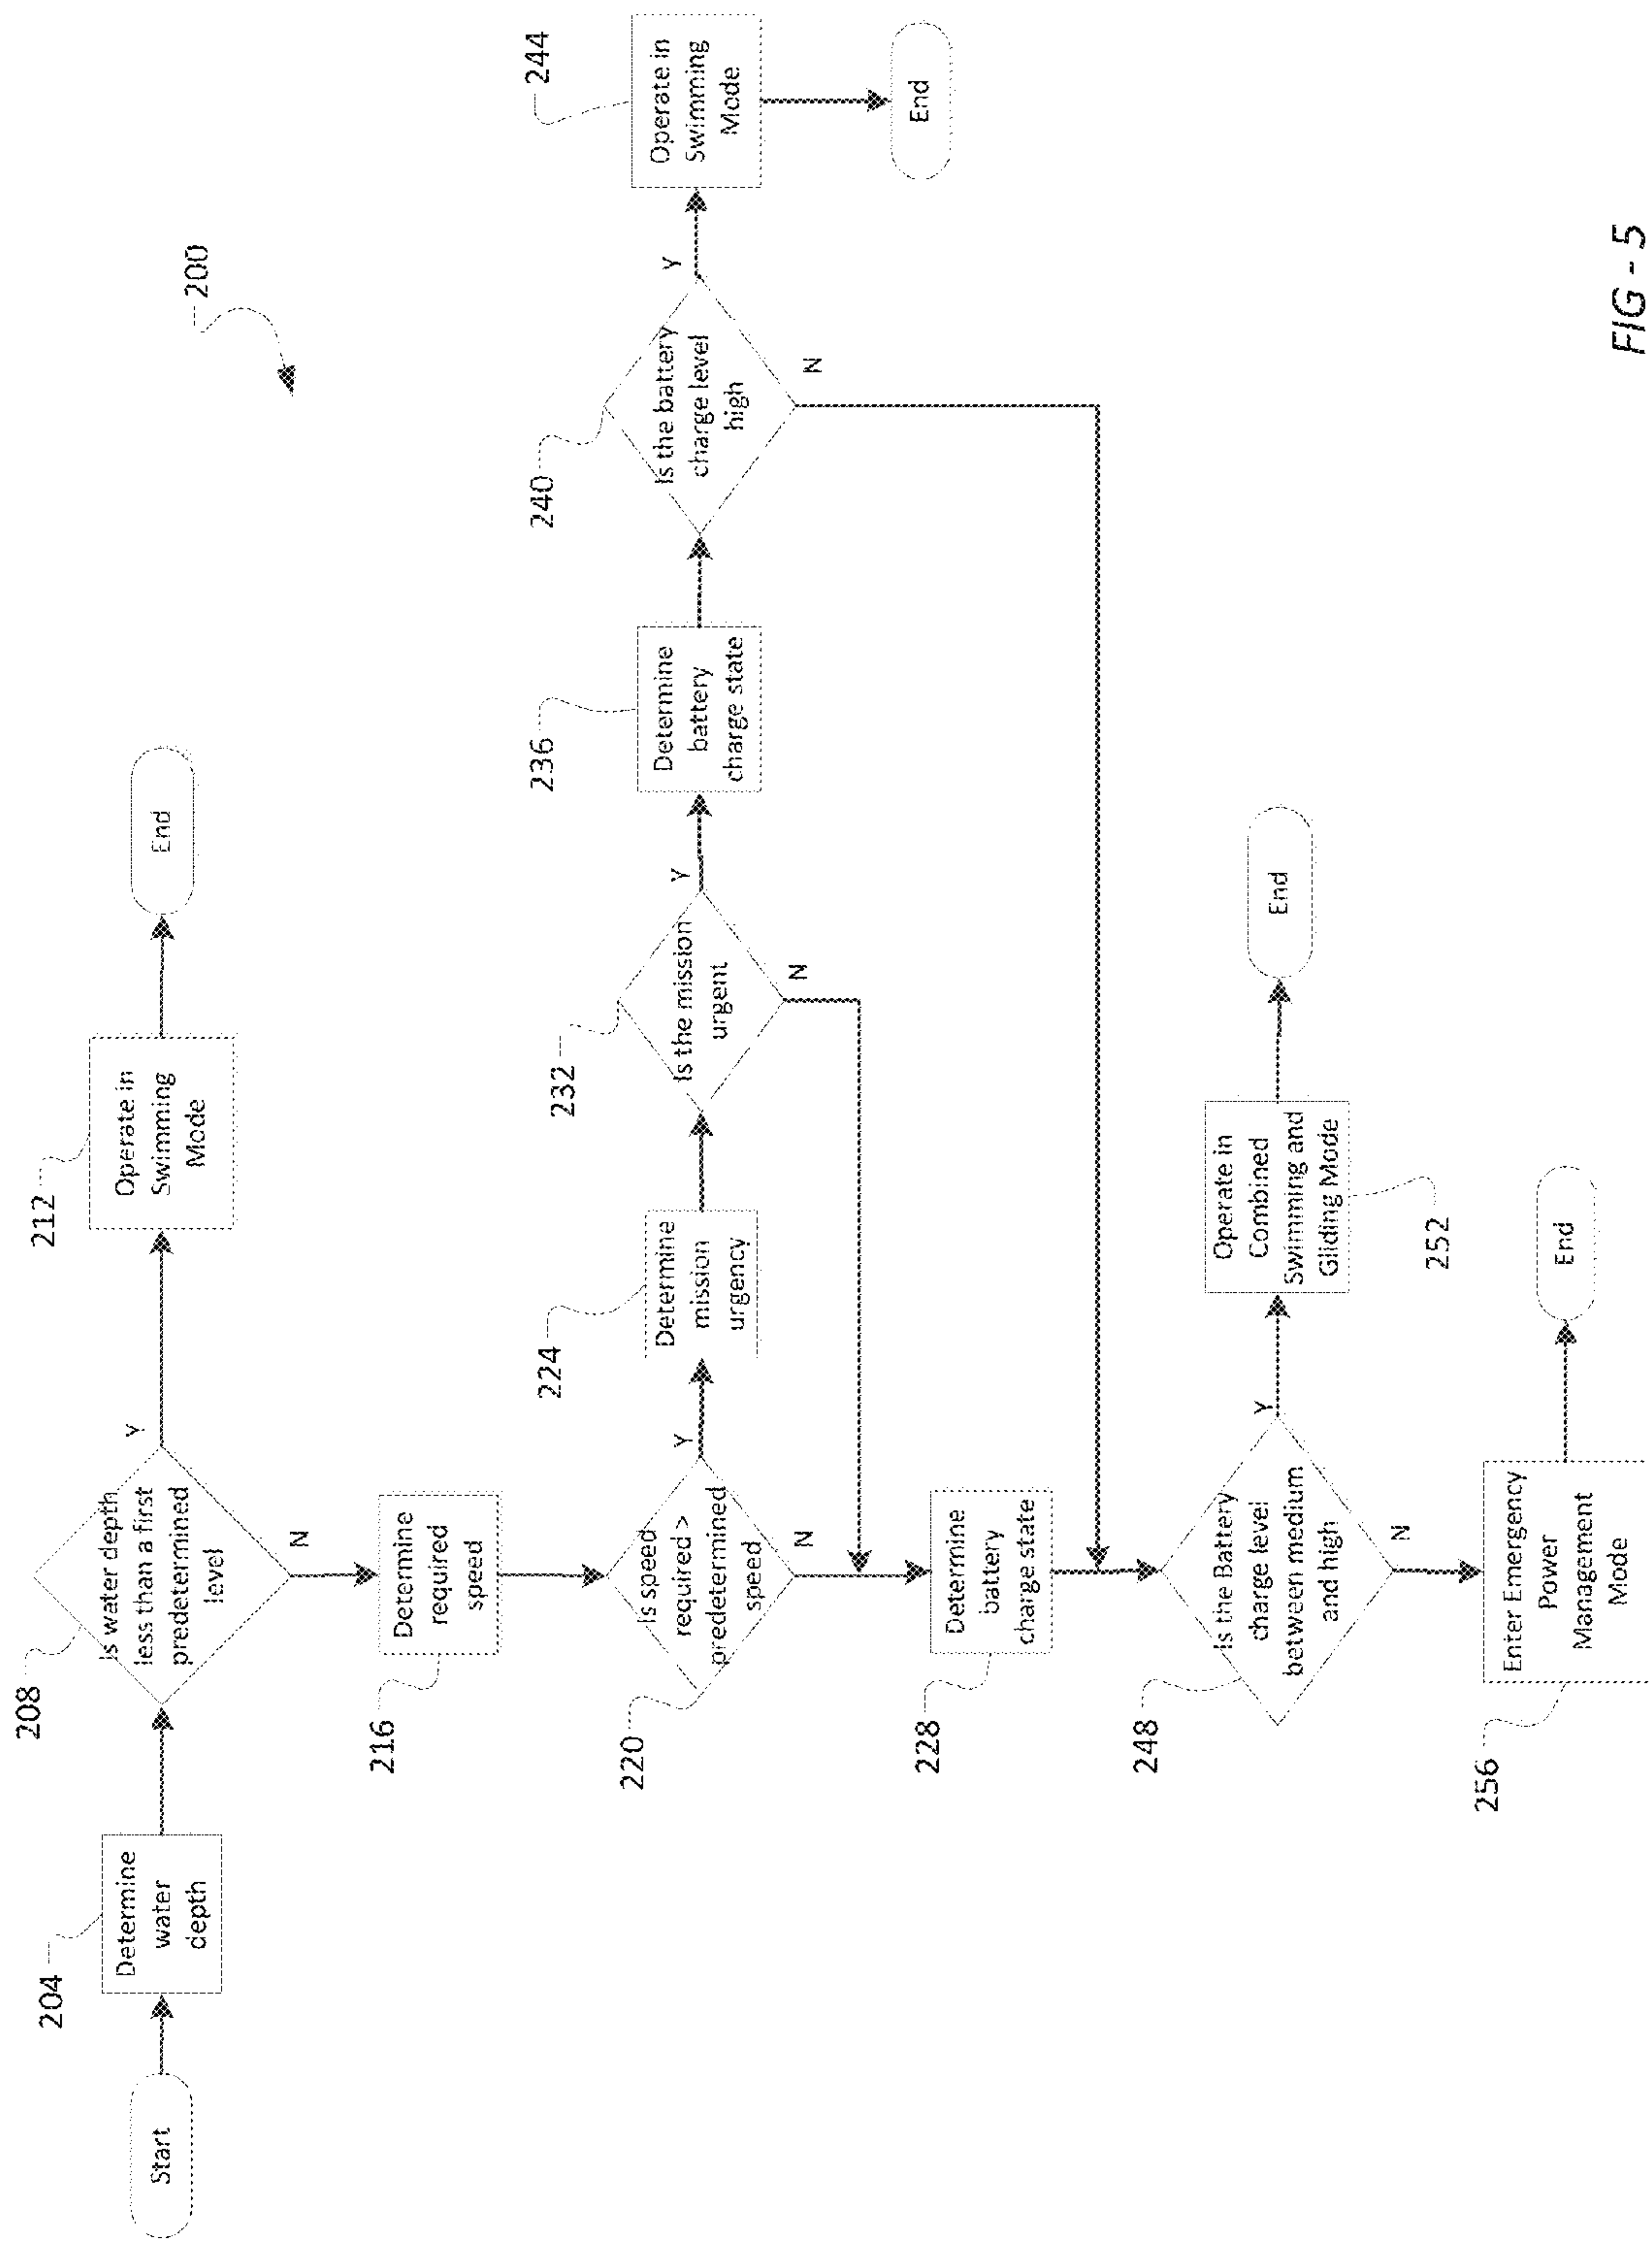 200
Start
204
Determine
water
depth
208
Is water depth
less than a first
predetermined
level
Y
N
212
Operate in
Swimming
Mode
End
216
Determine
required
speed
220
Is speed
required >
predetermined
speed
Y
N
224
Determine
mission
urgency
232
Is the mission
urgent
Y
N
236
Determine
battery
charge state
240
Is the battery
charge level
high
Y
N
244
Operate in
Swimming
Mode
End
228
Determine
battery
charge state
248
Is the Battery
charge level
between medium
and high
Y
N
Operate in
Combined
Swimming and
Gliding Mode
252
End
256
Enter Emergency
Power
Management
Mode
End
FIG - 5